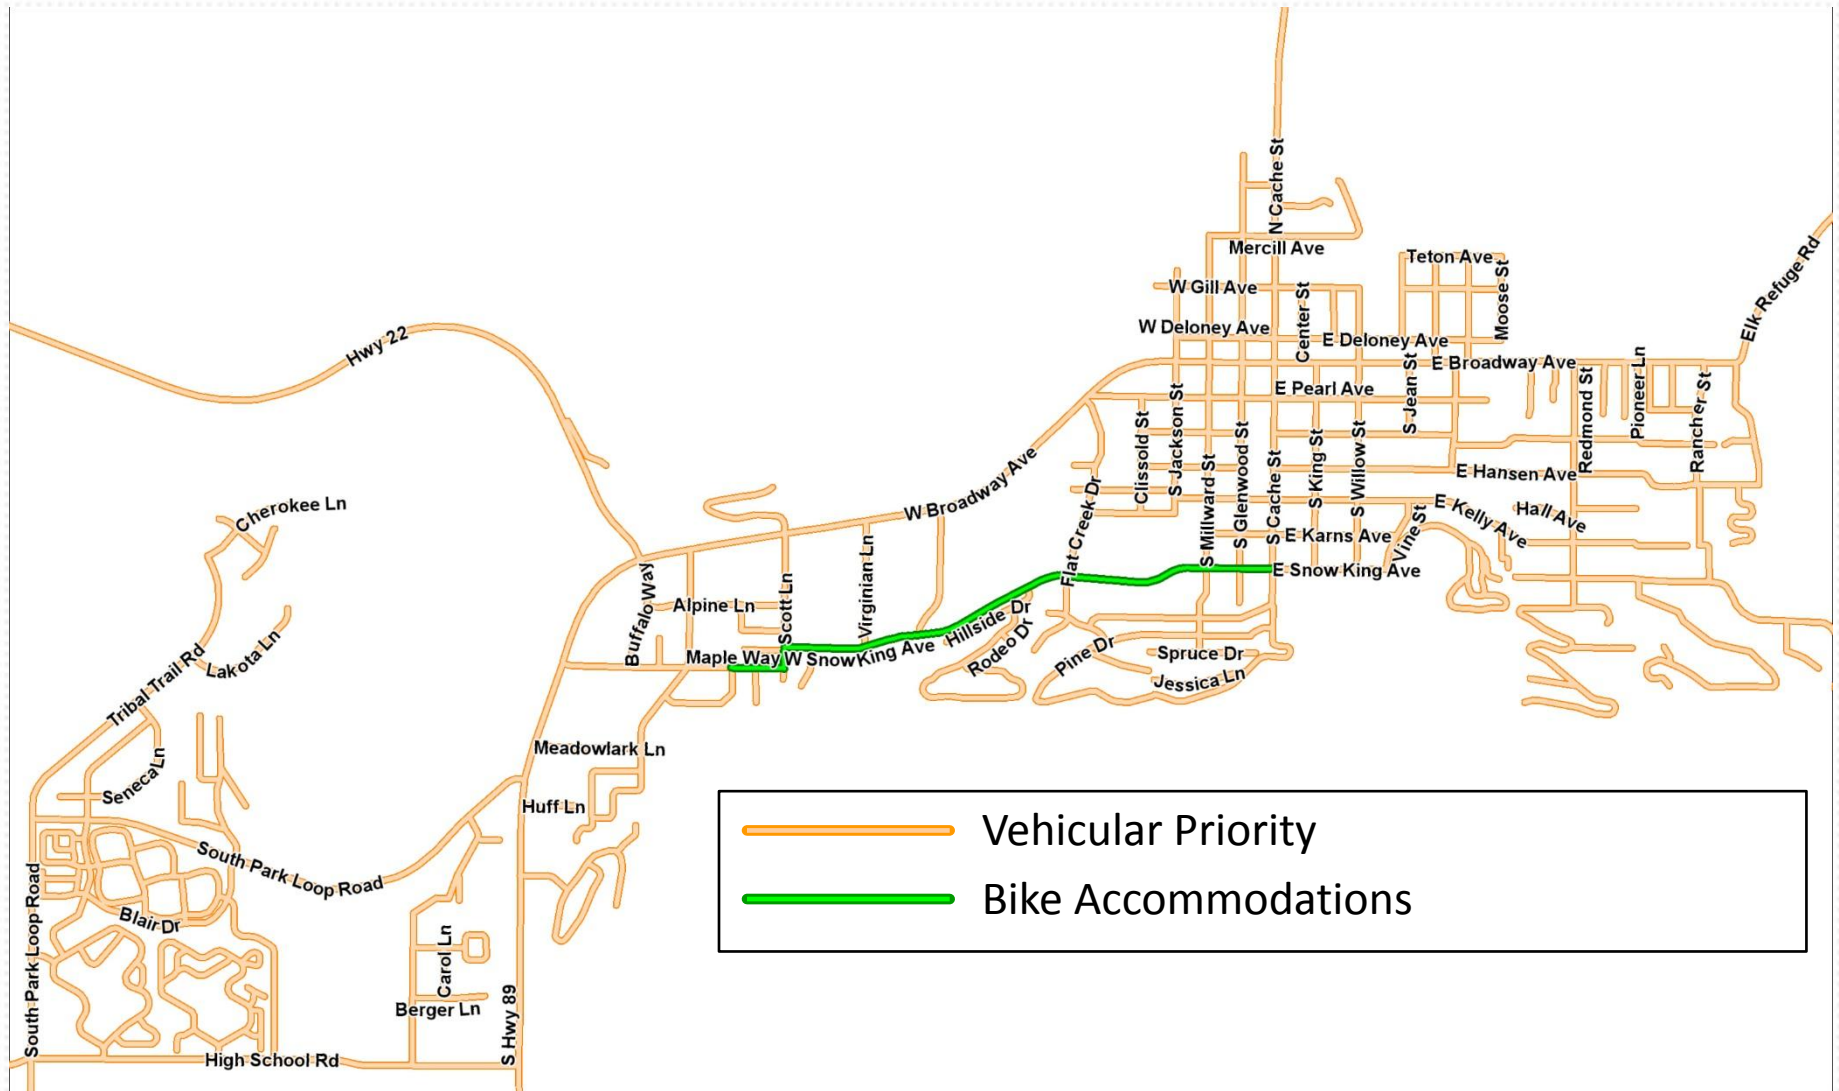 N Cache St
Mercill Ave
Teton Ave
Moose St
Elk Refuge Rd
W Gill Ave
Center St
W Deloney Ave
E Deloney Ave
Hwy 22
E Broadway Ave
S Jean St
Redmond St
Pioneer Ln
Rancher St
E Pearl Ave
Clissold St
S Jackson St
S Millward St
S Glenwood St
S Cache St
S King St
S Willow St
E Hansen Ave
W Broadway Ave
Flat Creek Dr
Cherokee Ln
E Kelly Ave
Hall Ave
Vine St
E Karns Ave
E Snow King Ave
Virginian Ln
Scott Ln
Buffalo Way
Alpine Ln
Hillside Dr
Rodeo Dr
Pine Dr
Spruce Dr
Jessica Ln
Maple Way
W Snow King Ave
Tribal Trail Rd
Lakota Ln
Seneca Ln
Meadowlark Ln
Huff Ln
Vehicular Priority
Bike Accommodations
South Park Loop Road
South Park Loop Road
Blair Dr
Carol Ln
Berger Ln
S Hwy 89
High School Rd